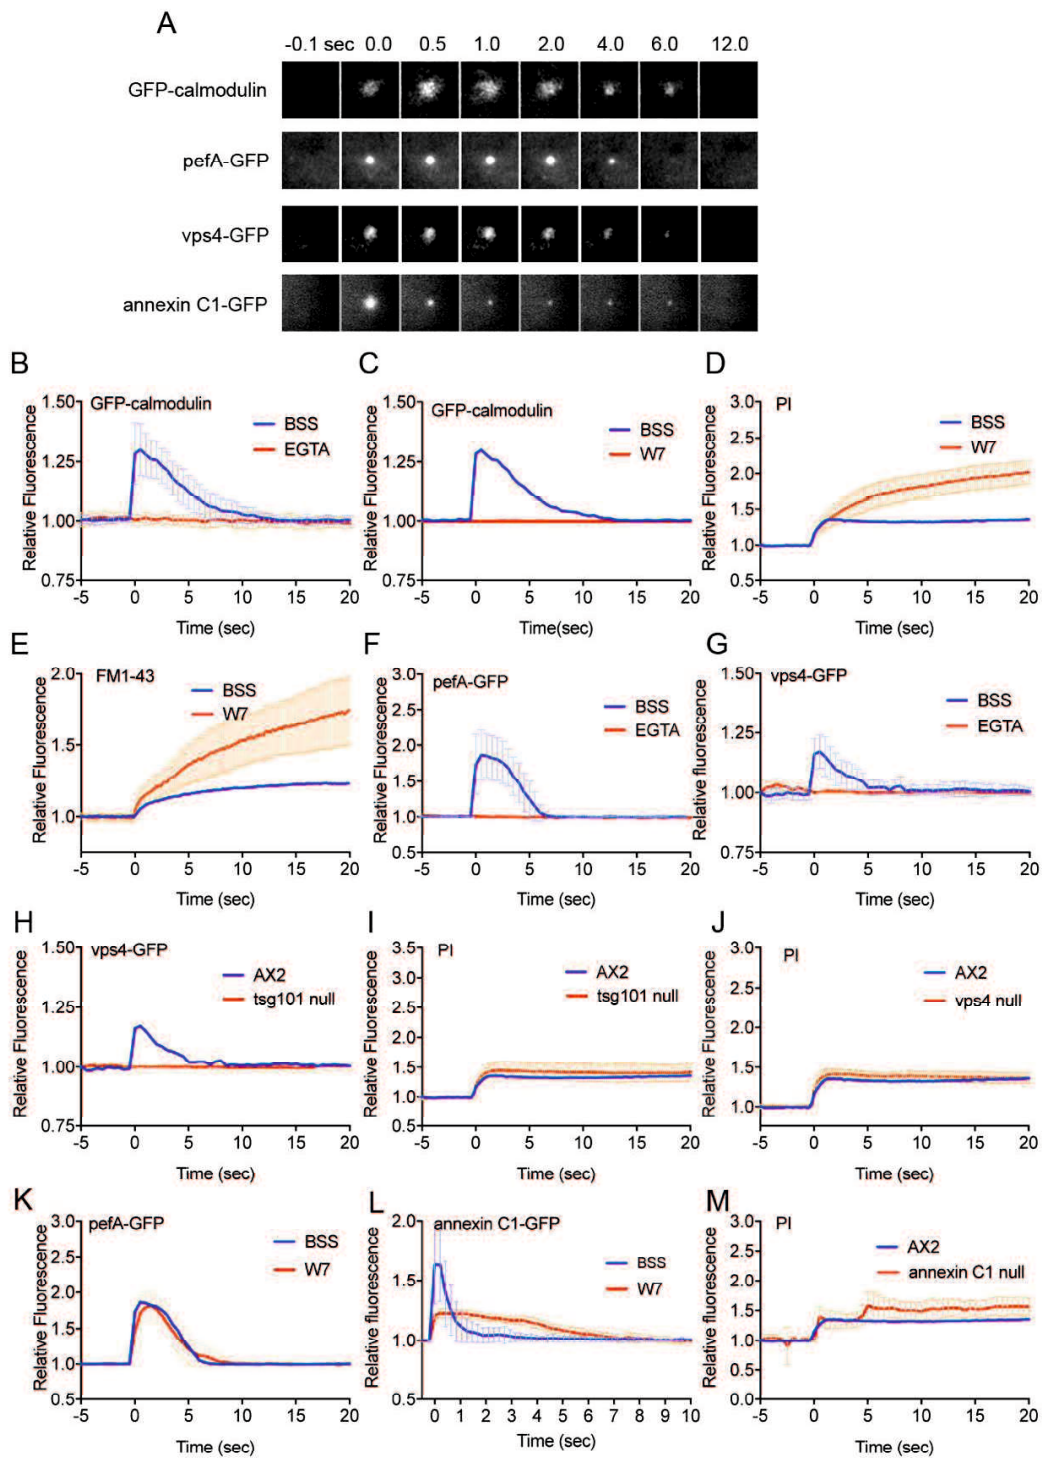 A
-0.1 sec 0.0 0.5 1.0 2.0 4.0 6.0 12.0
GFP-calmodulin
pefA-GFP
vps4-GFP
annexin C1-GFP
B
GFP-calmodulin
BSS
EGTA
Relative Fluorescence
1.50
1.25
1.00
0.75
-5 0 5 10 15 20
Time (sec)
C
GFP-calmodulin
BSS
W7
Relative Fluorescence
1.50
1.25
1.00
0.75
-5 0 5 10 15 20
Time(sec)
D
PI
BSS
W7
Relative Fluorescence
3.0
2.5
2.0
1.5
1.0
0.5
-5 0 5 10 15 20
Time (sec)
E
FM1-43
BSS
W7
Relative Fluorescence
2.0
1.5
1.0
-5 0 5 10 15 20
Time (sec)
F
pefA-GFP
BSS
EGTA
Relative Fluorescence
3.0
2.5
2.0
1.5
1.0
0.5
-5 0 5 10 15 20
Time (sec)
G
vps4-GFP
BSS
EGTA
Relative fluorescence
1.50
1.25
1.00
0.75
-5 0 5 10 15 20
Time (sec)
H
vps4-GFP
AX2
tsg101 null
Relative Fluorescence
1.50
1.25
1.00
0.75
-5 0 5 10 15 20
Time (sec)
I
PI
AX2
tsg101 null
Relative Fluorescence
3.5
3.0
2.5
2.0
1.5
1.0
0.5
-5 0 5 10 15 20
Time (sec)
J
PI
AX2
vps4 null
Relative Fluorescence
3.0
2.5
2.0
1.5
1.0
-5 0 5 10 15 20
Time (sec)
K
pefA-GFP
BSS
W7
Relative Fluorescence
3.0
2.5
2.0
1.5
1.0
0.5
-5 0 5 10 15 20
Time (sec)
L
annexin C1-GFP
BSS
W7
Relative Fluorescence
2.0
1.5
1.0
0.5
0 1 2 3 4 5 6 7 8 9 10
Time (sec)
M
PI
AX2
annexin C1 null
Relative Fluorescence
3.0
2.5
2.0
1.5
1.0
0.5
0.0
-5 0 5 10 15 20
Time (sec)